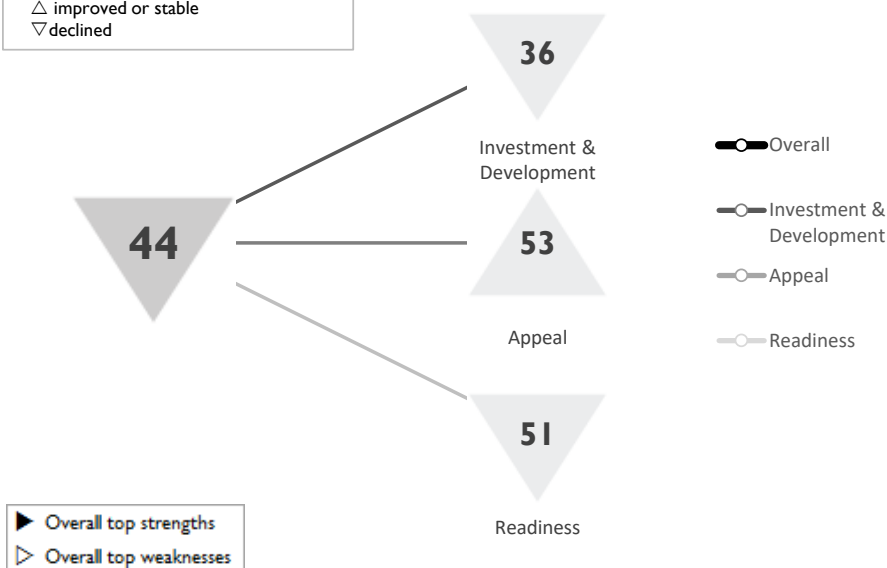 △ improved or stable
▽ declined
36
Investment &
Development
44
53
Appeal
51
Readiness
Overall
Investment &
Development
Appeal
Readiness
▶ Overall top strengths
▷ Overall top weaknesses